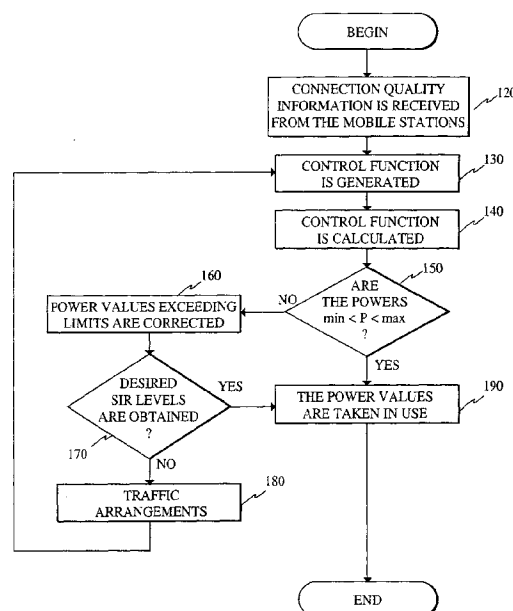 BEGIN
CONNECTION QUALITY
INFORMATION IS RECEIVED
FROM THE MOBILE STATIONS
120
CONTROL FUNCTION
IS GENERATED
130
CONTROL FUNCTION
IS CALCULATED
140
150
ARE
THE POWERS
min < P < max
?
NO
YES
160
POWER VALUES EXCEEDING
LIMITS ARE CORRECTED
DESIRED
SIR LEVELS
ARE OBTAINED
?
YES
170
NO
THE POWER VALUES
ARE TAKEN IN USE
190
TRAFFIC
ARRANGEMENTS
180
END